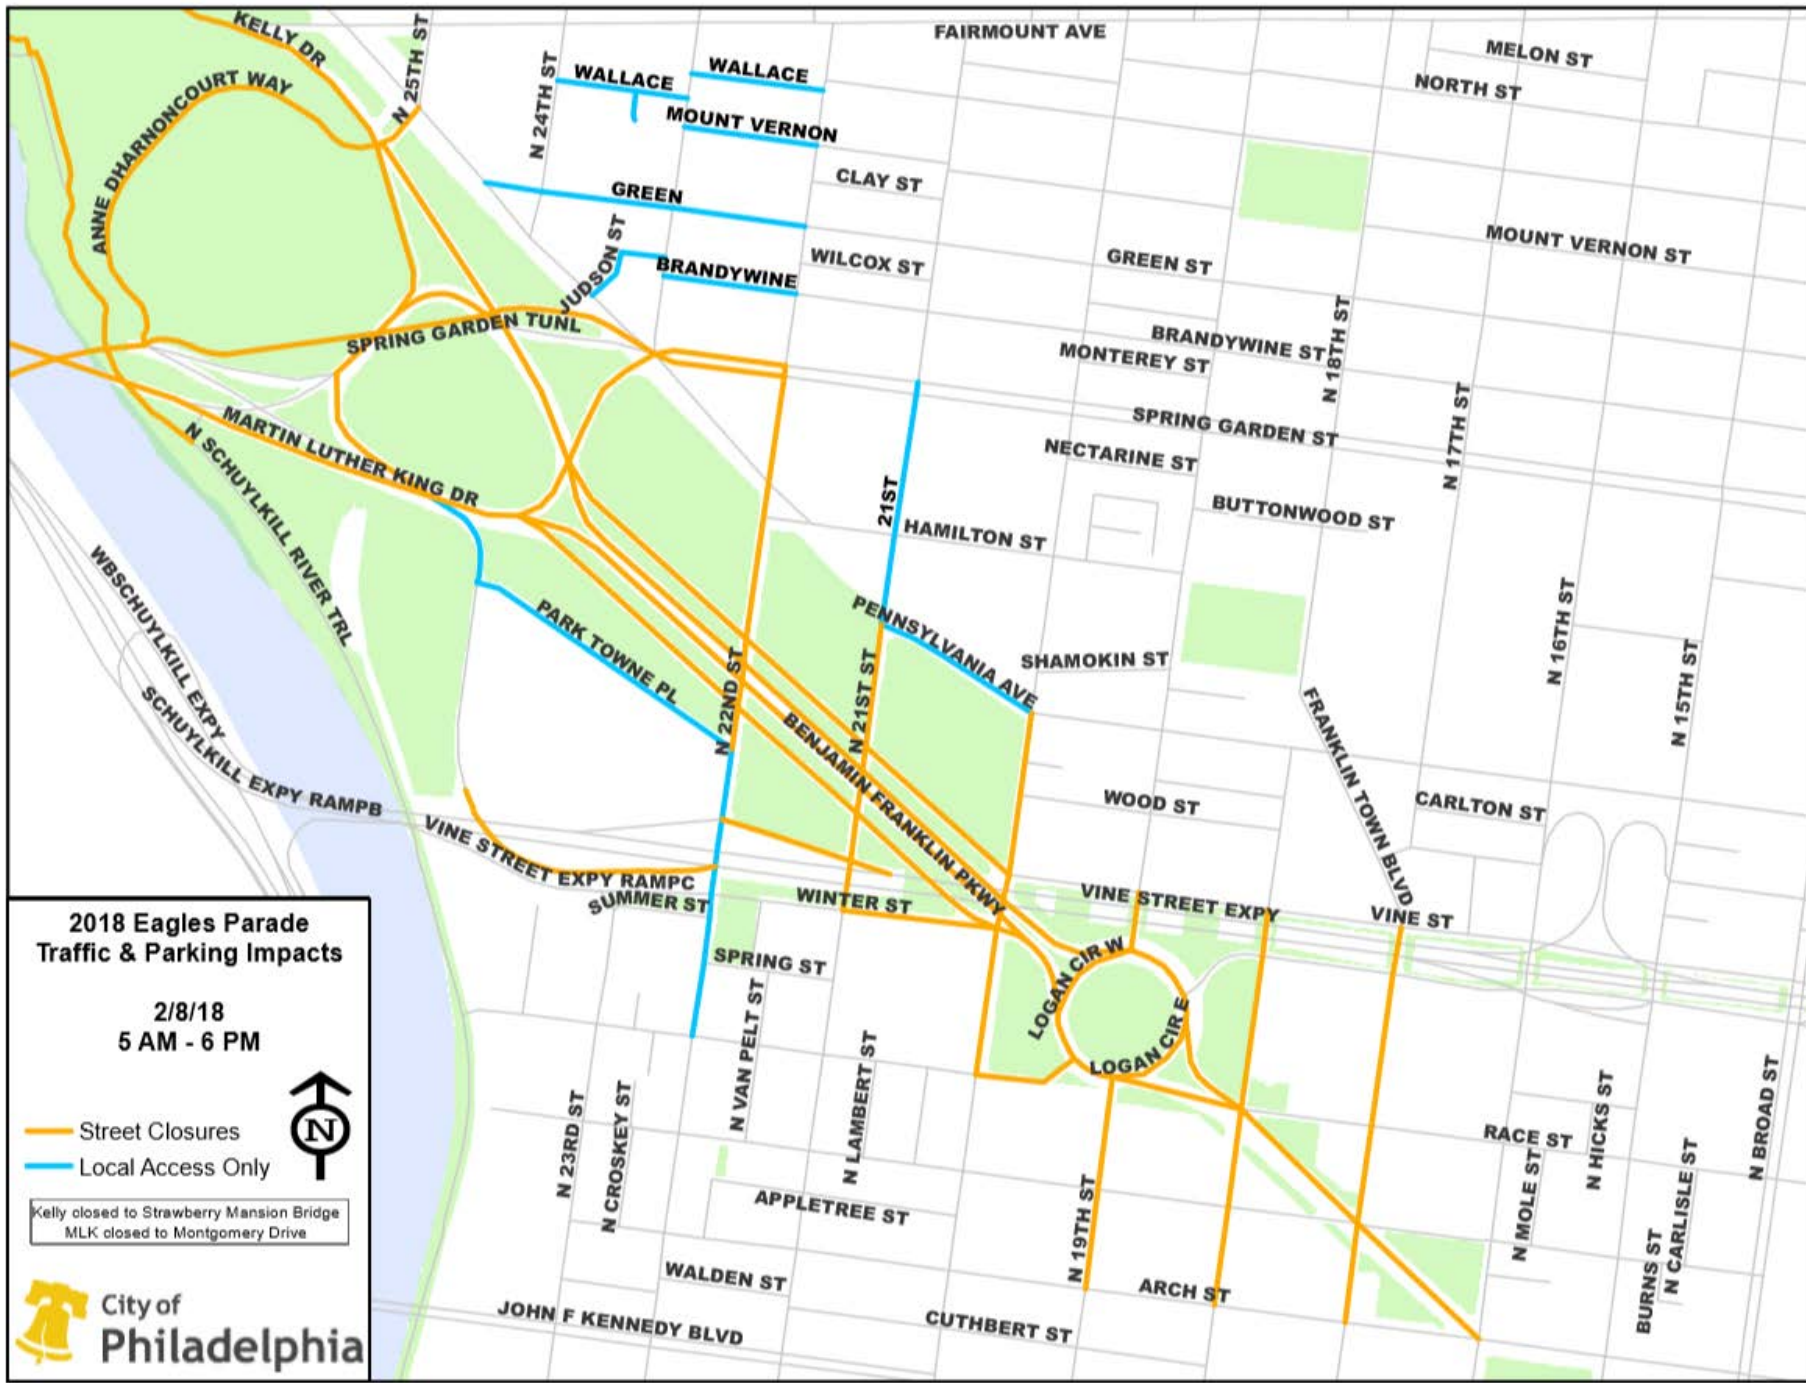 KELLY DR
N 25TH ST
FAIRMOUNT AVE
MELON ST
NORTH ST
N 24TH ST
WALLACE
WALLACE
MOUNT VERNON
ANNE DHARNONCOURT WAY
CLAY ST
GREEN
JUDSON ST
BRANDYWINE
WILCOX ST
GREEN ST
MOUNT VERNON ST
SPRING GARDEN TUNL
BRANDYWINE ST
MONTEREY ST
N 18TH ST
N 17TH ST
SPRING GARDEN ST
NECTARINE ST
MARTIN LUTHER KING DR
N SCHUYLKILL RIVER TRL
21ST
HAMILTON ST
BUTTONWOOD ST
WBSCHUYLKILL EXPY
SCHUYLKILL EXPY RAMPB
PARK TOWNE PL
PENNSYLVANIA AVE
SHAMOKIN ST
N 16TH ST
N 15TH ST
N 22ND ST
N 21ST ST
BENJAMIN FRANKLIN PKWY
FRANKLIN TOWN BLVD
WOOD ST
CARLTON ST
VINE STREET EXPY RAMPC
SUMMER ST
WINTER ST
VINE STREET EXPY
VINE ST
SPRING ST
LOGAN CIR W
LOGAN CIR E
N VAN PELT ST
N LAMBERT ST
N 23RD ST
N CROSKEY ST
APPLETREE ST
N 19TH ST
RACE ST
N HICKS ST
N MOLE ST
N CARLISLE ST
BURNS ST
N BROAD ST
WALDEN ST
ARCH ST
JOHN F KENNEDY BLVD
CUTHBERT ST
2018 Eagles Parade
Traffic & Parking Impacts
2/8/18
5 AM - 6 PM
N
Street Closures
Local Access Only
Kelly closed to Strawberry Mansion Bridge
MLK closed to Montgomery Drive
City of
Philadelphia